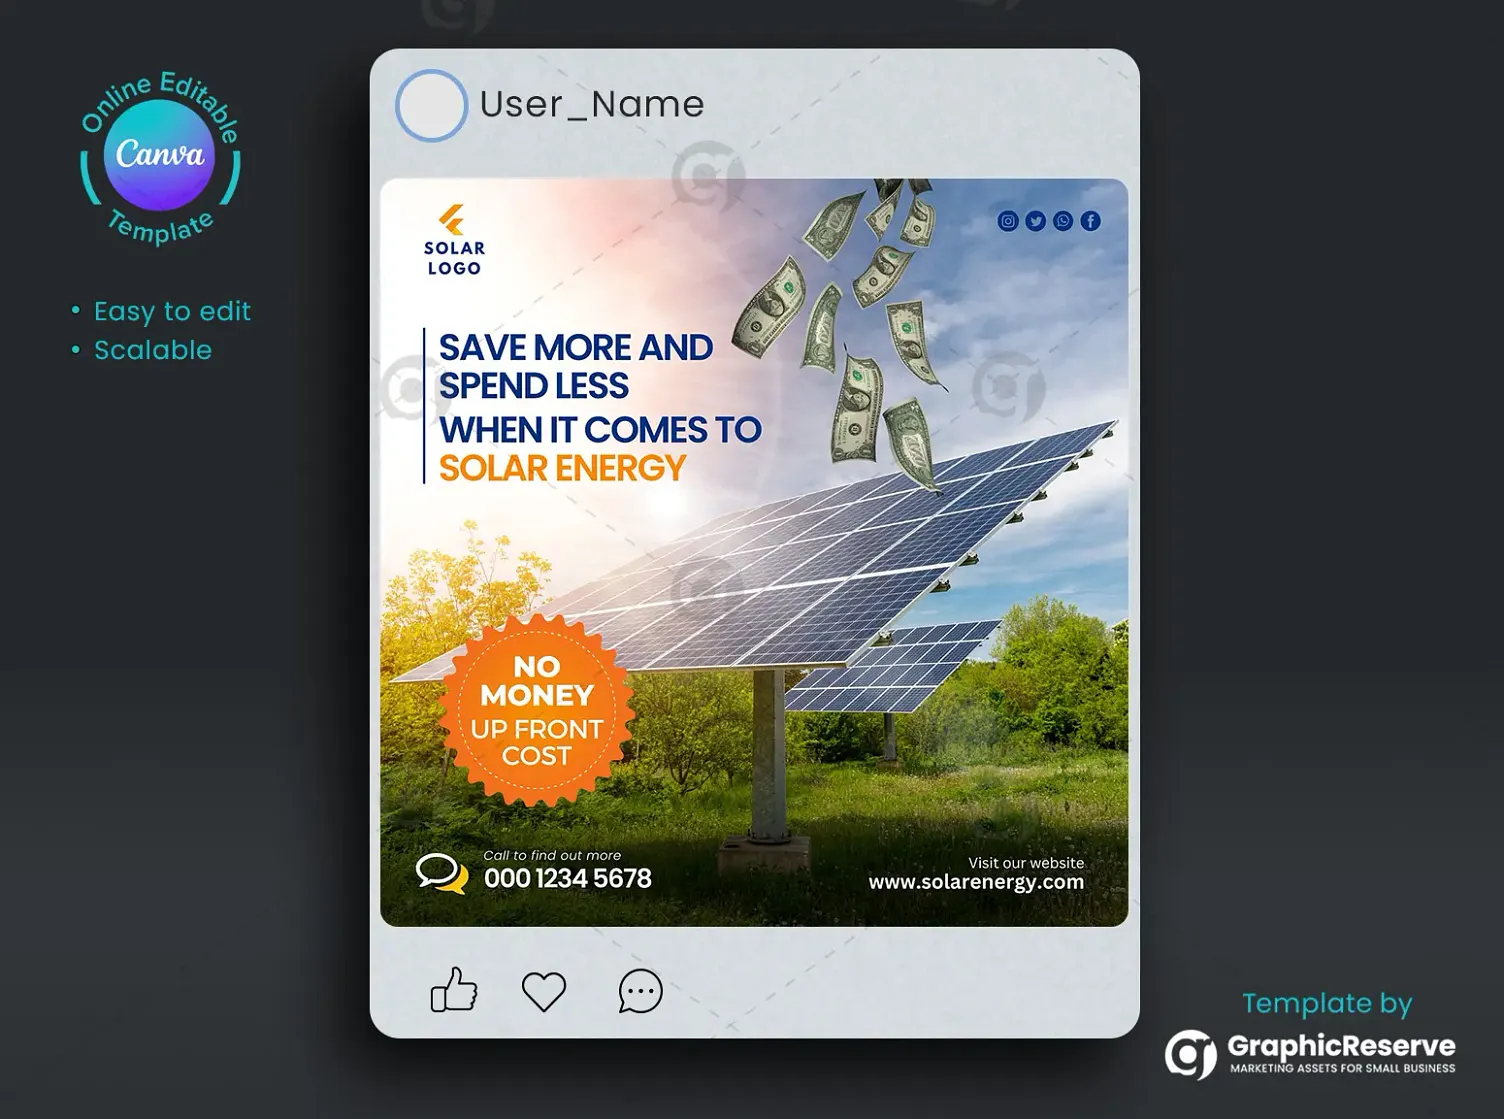 Online Editable
Canva
Template
• Easy to edit
• Scalable
User_Name
SOLAR
LOGO
SAVE MORE AND
SPEND LESS
WHEN IT COMES TO
SOLAR ENERGY
NO
MONEY
UP FRONT
COST
Call to find out more
000 1234 5678
Visit our website
www.solarenergy.com
Template by
GraphicReserve
MARKETING ASSETS FOR SMALL BUSINESS